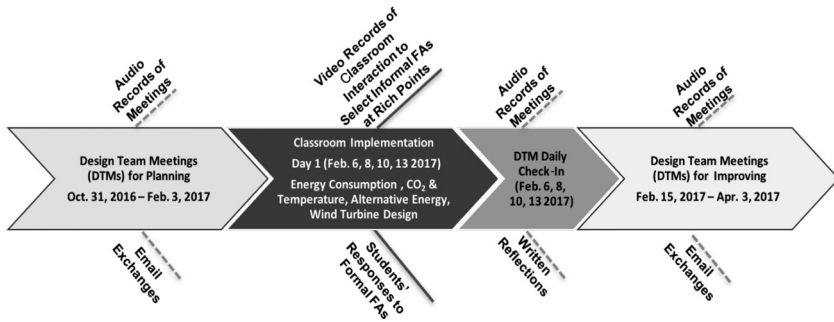 Audio
Records of
Meetings
Video Records of
Classroom
Interaction to
Select Informal FAs
at Rich Points
Audio
Records of
Meetings
Audio
Records of
Meetings
Design Team Meetings
(DTMs) for Planning
Oct. 31, 2016 – Feb. 3, 2017
Classroom Implementation
Day 1 (Feb. 6, 8, 10, 13 2017)
Energy Consumption , CO₂ &
Temperature, Alternative Energy,
Wind Turbine Design
DTM Daily
Check-In
(Feb. 6, 8,
10, 13 2017)
Design Team Meetings
(DTMs) for Improving
Feb. 15, 2017 – Apr. 3, 2017
Email
Exchanges
Students'
Responses to
Formal FAs
Written
Reflections
Email
Exchanges